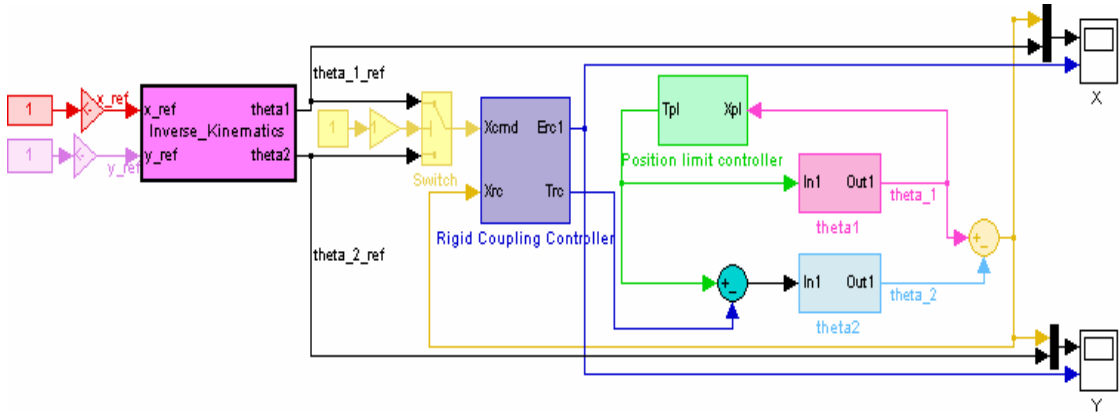 theta_1_ref
1
x_ref
x_ref
theta1
Inverse_Kinematics
y_ref
theta2
1
y_ref
1
1
Switch
Xcmd
Erc1
Xrc
Trc
Rigid Coupling Controller
Tpl
Xpl
Position limit controller
In1
Out1
theta_1
theta1
+
-
+
-
In1
Out1
theta_2
theta2
theta_2_ref
X
Y